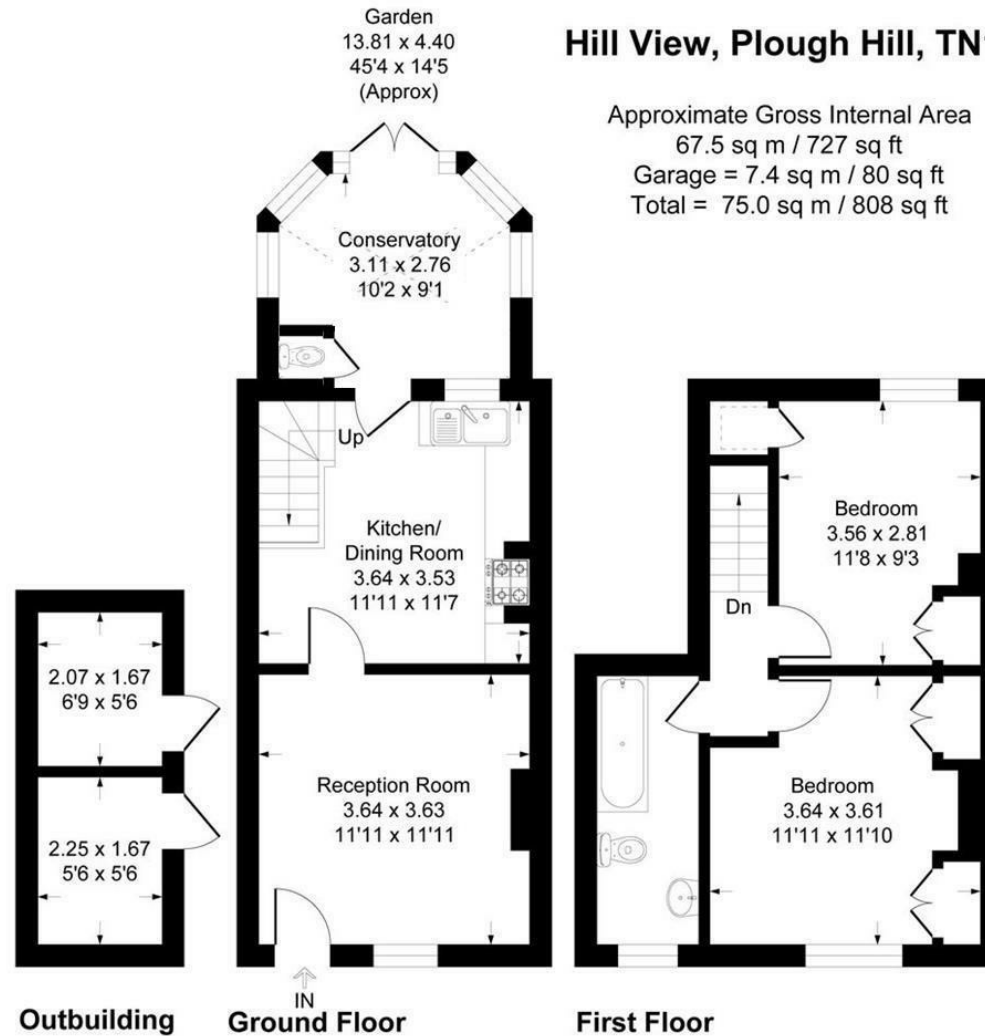 Garden
13.81 x 4.40
45'4 x 14'5
(Approx)
Hill View, Plough Hill, TN
Approximate Gross Internal Area
67.5 sq m / 727 sq ft
Garage = 7.4 sq m / 80 sq ft
Total = 75.0 sq m / 808 sq ft
Conservatory
3.11 x 2.76
10'2 x 9'1
Up
Kitchen/
Dining Room
3.64 x 3.53
11'11 x 11'7
Bedroom
3.56 x 2.81
11'8 x 9'3
Dn
2.07 x 1.67
6'9 x 5'6
2.25 x 1.67
5'6 x 5'6
Reception Room
3.64 x 3.63
11'11 x 11'11
Bedroom
3.64 x 3.61
11'11 x 11'10
IN
Outbuilding
Ground Floor
First Floor